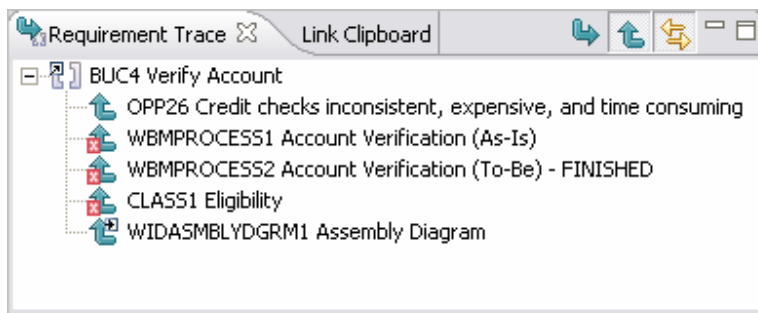 Requirement Trace Link Clipboard
BUC4 Verify Account
OPP26 Credit checks inconsistent, expensive, and time consuming
WBMPROCESS1 Account Verification (As-Is)
WBMPROCESS2 Account Verification (To-Be) - FINISHED
CLASS1 Eligibility
WIDASMBLYDGRM1 Assembly Diagram